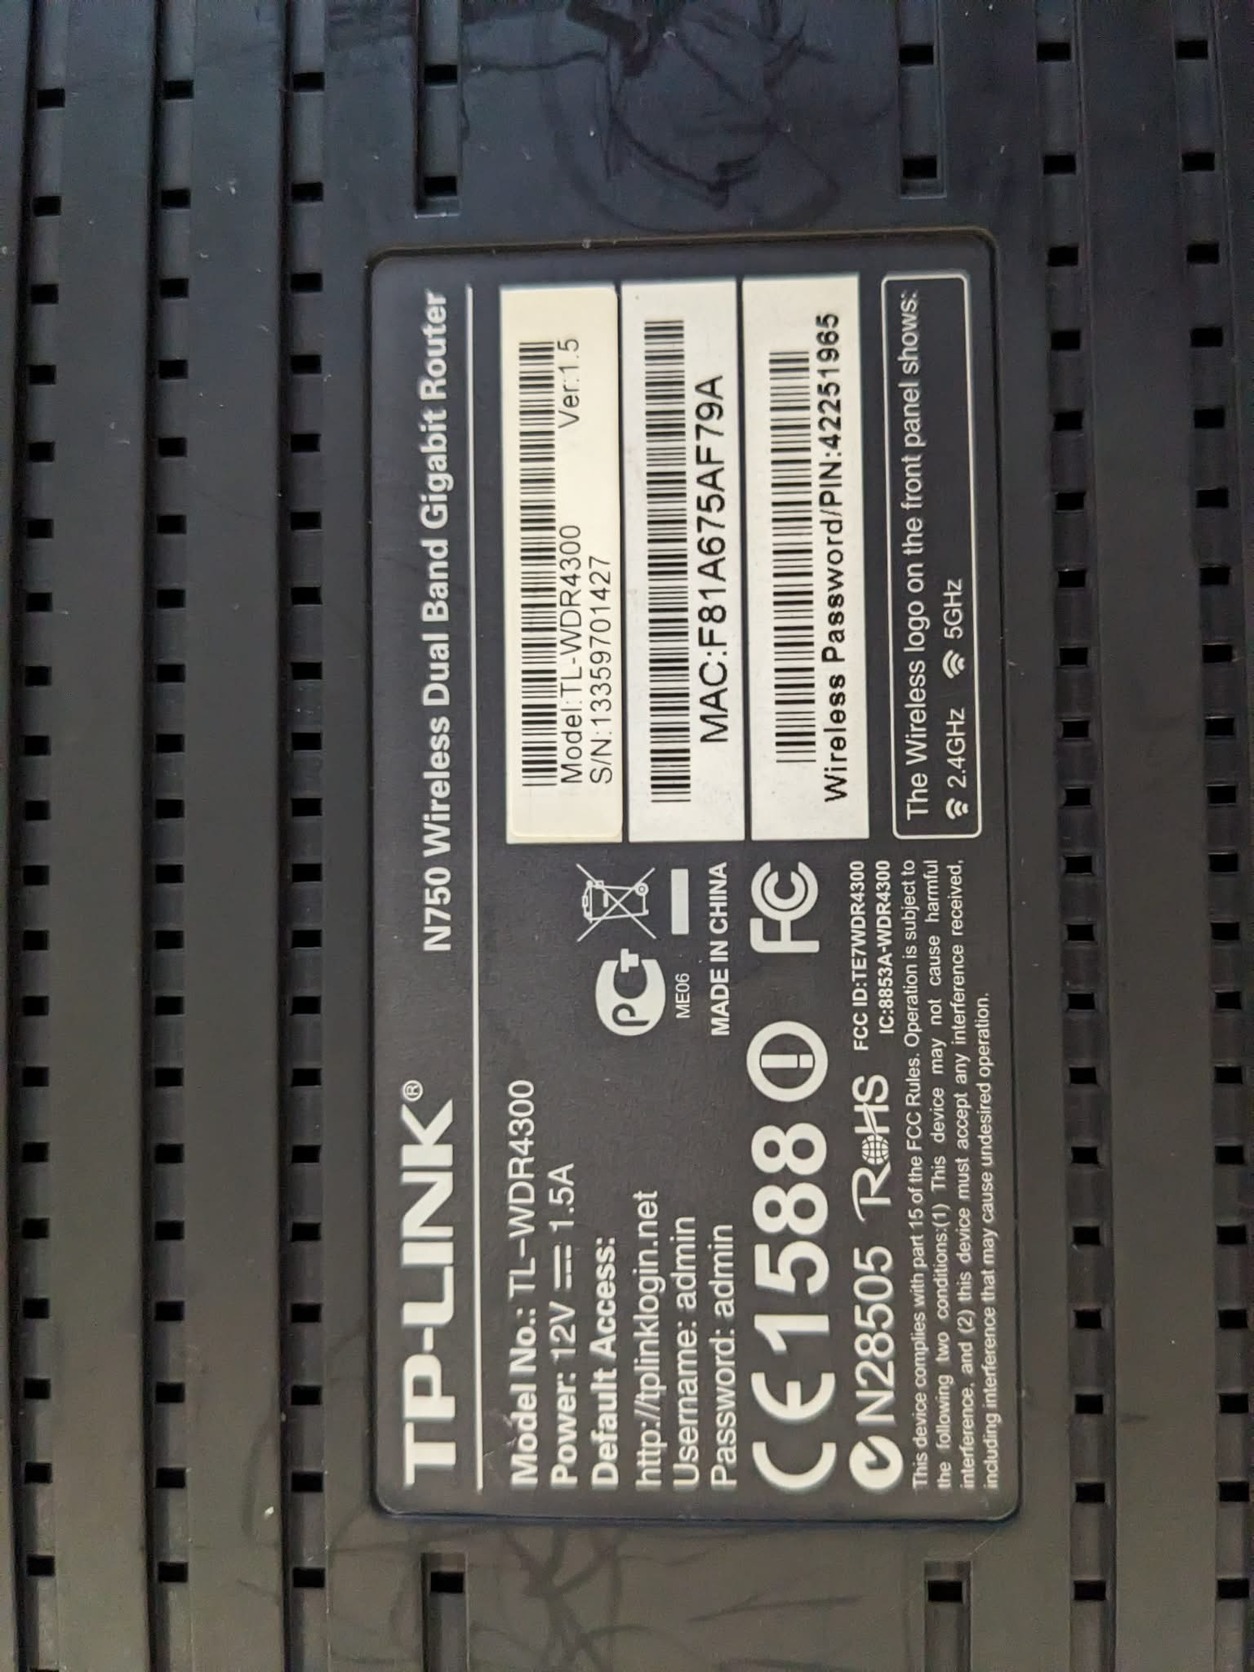 TP-LINK®
N750 Wireless Dual Band Gigabit Router
Model No.: TL-WDR4300
Power: 12V ⎓ 1.5A
Default Access:
http://tplinklogin.net
Username: admin
Password: admin
PCT
ME06
MADE IN CHINA
CE1588
FC
N28505 RoHS
FCC ID:TE7WDR4300
IC:8853A-WDR4300
This device complies with part 15 of the FCC Rules. Operation is subject to
the following two conditions:(1) This device may not cause harmful
interference, and (2) this device must accept any interference received,
including interference that may cause undesired operation.
Model:TL-WDR4300 Ver:1.5
S/N:13359701427
MAC:F81A675AF79A
Wireless Password/PIN:42251965
The Wireless logo on the front panel shows:
2.4GHz 5GHz